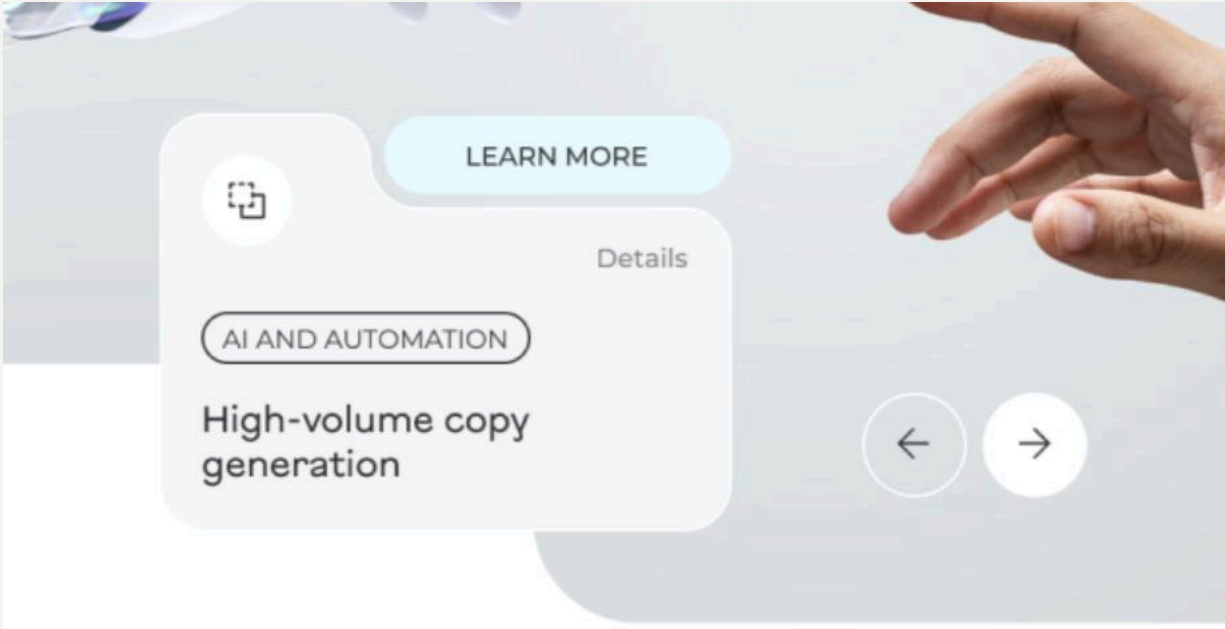 LEARN MORE
Details
AI AND AUTOMATION
High-volume copy
generation